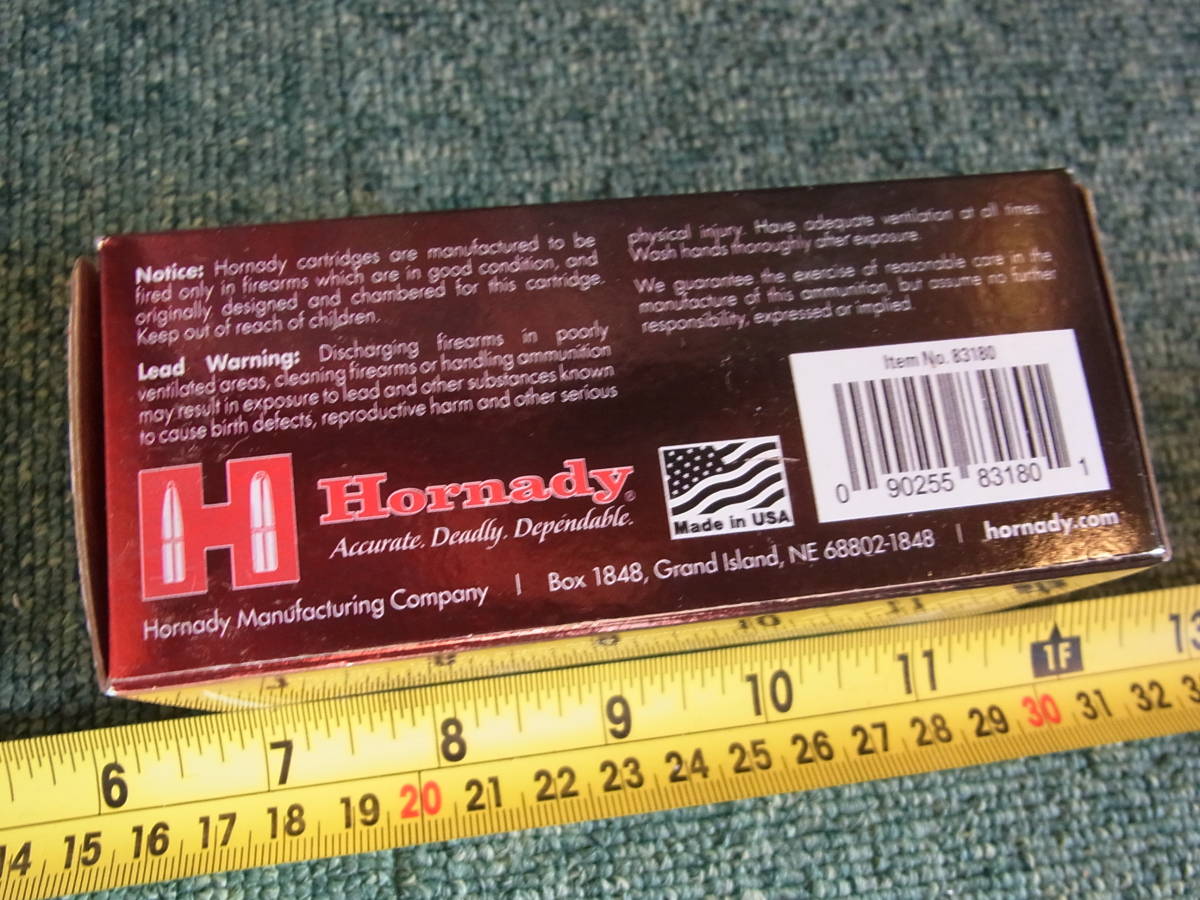 Notice: Hornady cartridges are manufactured to be
fired only in firearms which are in good condition, and
originally, designed and chambered for this cartridge.
Keep out of reach of children.
Lead Warning: Discharging firearms in poorly
ventilated areas, cleaning firearms or handling ammunition
may result in exposure to lead and other substances known
to cause birth defects, reproductive harm and other serious
physical injury. Have adequate ventilation at all times.
Wash hands thoroughly after exposure.
We guarantee the exercise of reasonable care in the
manufacture of this ammunition, but assume no further
responsibility, expressed or implied.
Item No. 83180
0 90255 83180 1
H
Hornady®
Accurate. Deadly. Dependable.
Made in USA
Hornady Manufacturing Company | Box 1848, Grand Island, NE 68802-1848 | hornady.com
6 7 8 9 10 11 1F 13
14 15 16 17 18 19 20 21 22 23 24 25 26 27 28 29 30 31 32